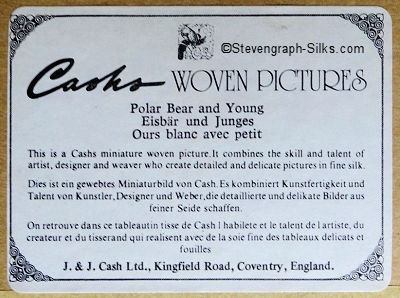 ©Stevengraph-Silks.com
Cashs WOVEN PICTURES
Polar Bear and Young
Eisbär und Junges
Ours blanc avec petit
This is a Cashs miniature woven picture.It combines the skill and talent of
artist, designer and weaver who create detailed and delicate pictures in fine silk.
Dies ist ein gewebtes Miniaturbild von Cash.Es kombiniert Kunstfertigkeit und
Talent von Kunstler,Designer und Weber,die detaillierte und delikate Bilder aus
feiner Seide schaffen.
On retrouve dans ce tableautin tisse de Cash l habilete et le talent de l artiste, du
createur et du tisserand qui realisent avec de la soie fine des tableaux delicats et
fouilles
J. & J. Cash Ltd., Kingfield Road, Coventry, England.